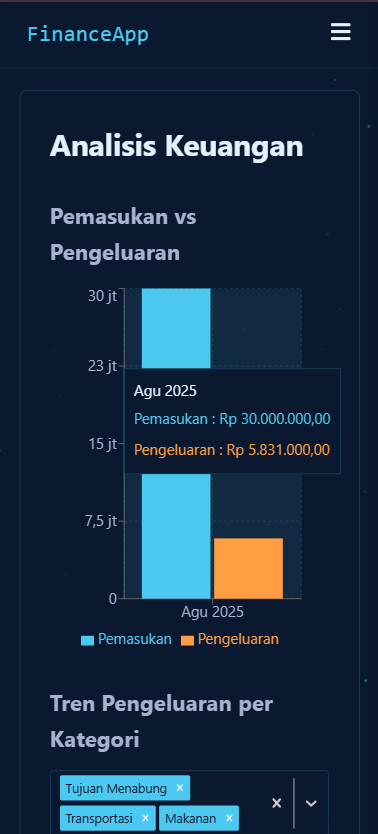 FinanceApp
Analisis Keuangan
Pemasukan vs
Pengeluaran
30 jt
23 jt
Agu 2025
Pemasukan : Rp 30.000.000,00
15 jt
Pengeluaran : Rp 5.831.000,00
7,5 jt
0
Agu 2025
Pemasukan Pengeluaran
Tren Pengeluaran per
Kategori
Tujuan Menabung ×
Transportasi × Makanan ×